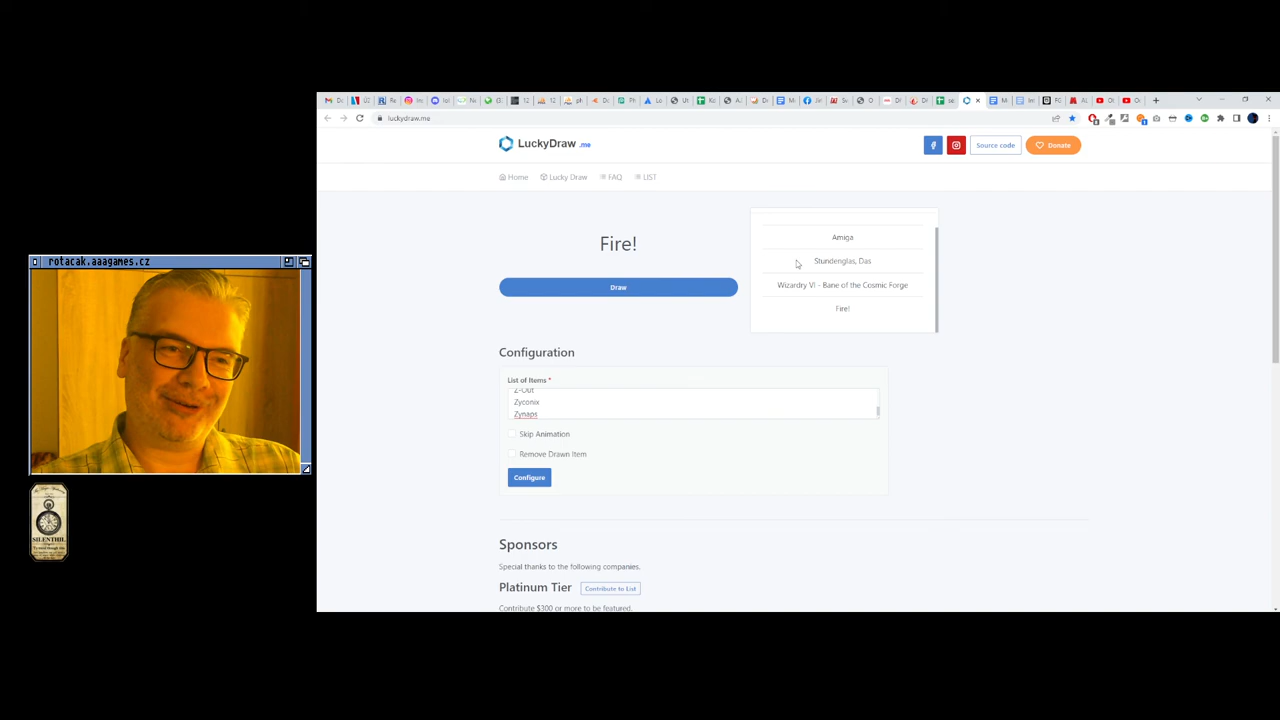 luckydraw.me
LuckyDraw .me
Source code
Donate
Home
Lucky Draw
FAQ
LIST
Fire!
Draw
Amiga
Stundenglas, Das
Wizardry VI - Bane of the Cosmic Forge
Fire!
rotacak.aaagames.cz
Configuration
List of Items *
Z-Out
Zyconix
Zynaps
Skip Animation
Remove Drawn Item
Configure
SILENTHIL
Sponsors
Special thanks to the following companies.
Platinum Tier
Contribute to List
Contribute $300 or more to be featured.